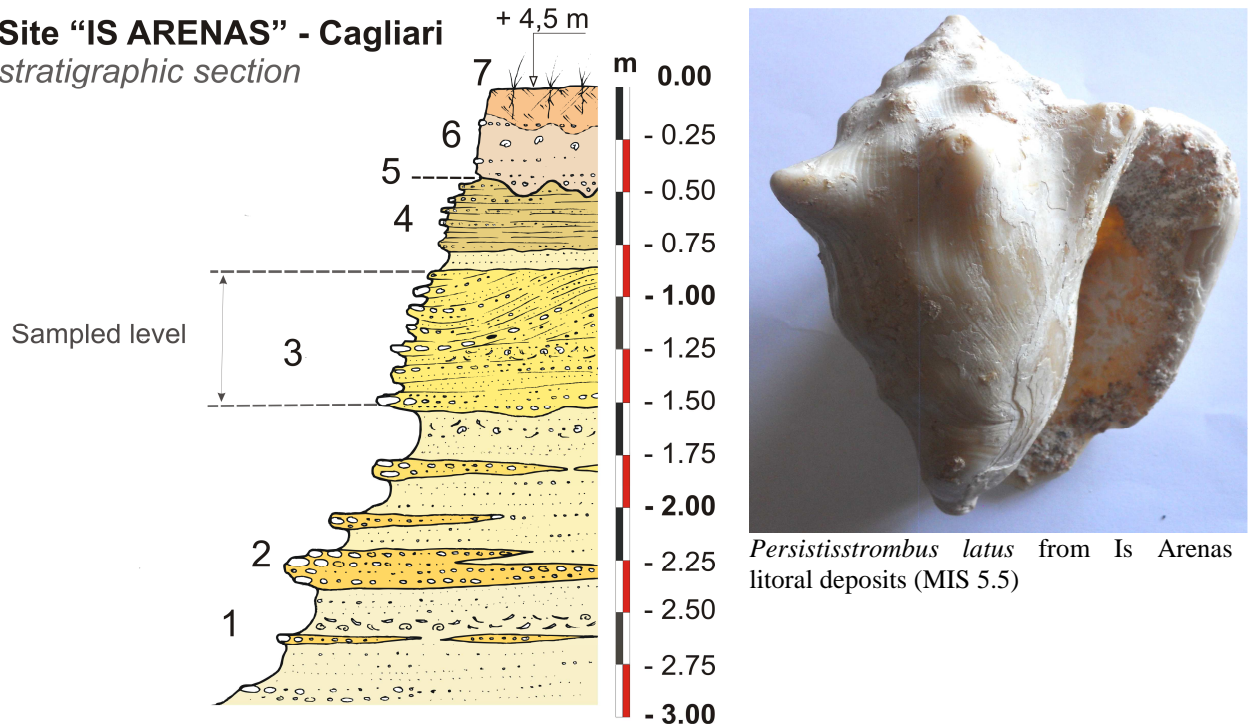 Site “IS ARENAS” - Cagliari
stratigraphic section
+ 4,5 m
7
6
5
4
Sampled level
3
2
1
m
0.00
- 0.25
- 0.50
- 0.75
- 1.00
- 1.25
- 1.50
- 1.75
- 2.00
- 2.25
- 2.50
- 2.75
- 3.00
Persistisstrombus latus from Is Arenas
litoral deposits (MIS 5.5)